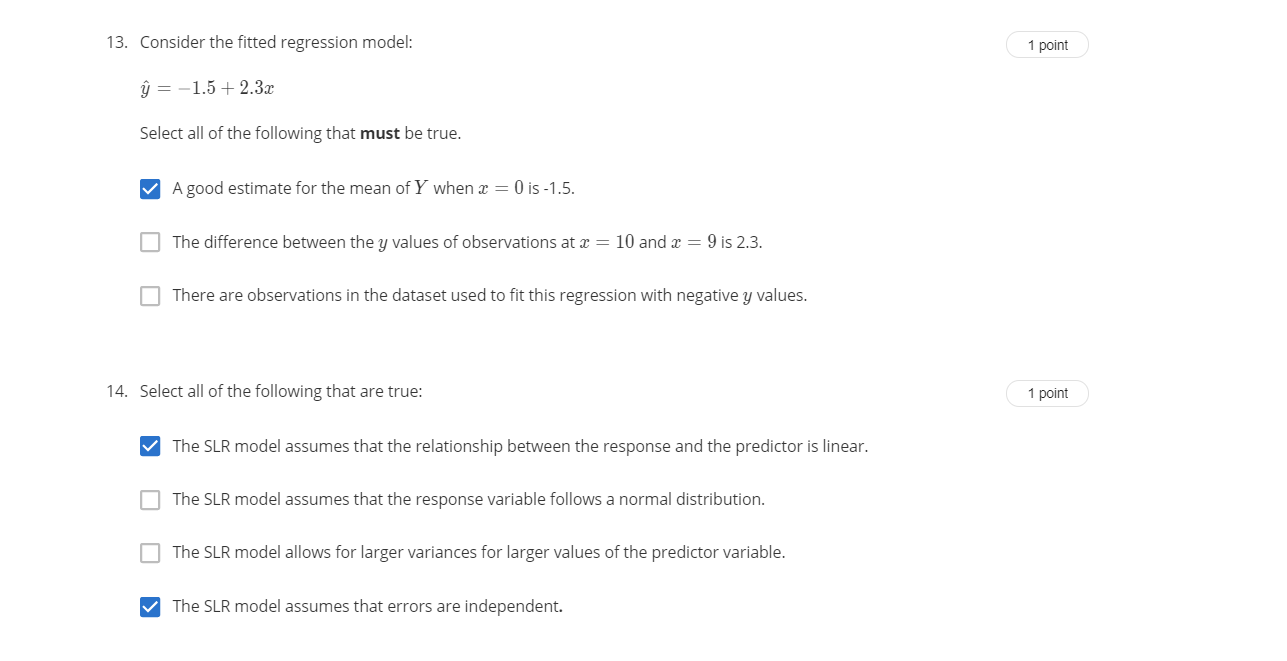 13. Consider the fitted regression model:
1 point
ŷ = −1.5 + 2.3x
Select all of the following that must be true.
A good estimate for the mean of Y when x = 0 is -1.5.
The difference between the y values of observations at x = 10 and x = 9 is 2.3.
There are observations in the dataset used to fit this regression with negative y values.
14. Select all of the following that are true:
1 point
The SLR model assumes that the relationship between the response and the predictor is linear.
The SLR model assumes that the response variable follows a normal distribution.
The SLR model allows for larger variances for larger values of the predictor variable.
The SLR model assumes that errors are independent.